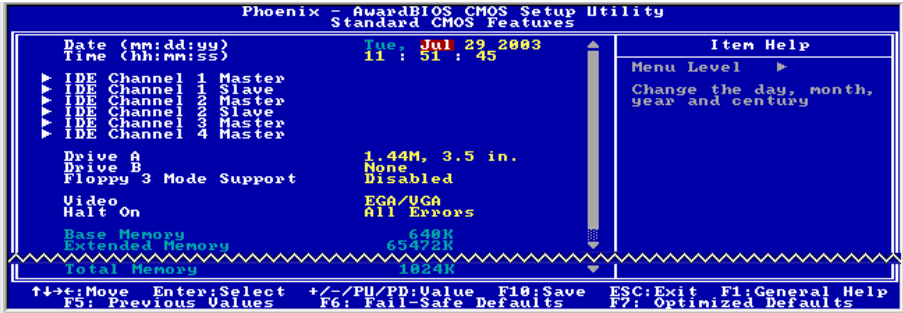 Phoenix - AwardBIOS CMOS Setup Utility
Standard CMOS Features
Date (mm:dd:yy) Tue, Jul 29 2003
Time (hh:mm:ss) 11 : 51 : 45
► IDE Channel 1 Master
► IDE Channel 1 Slave
► IDE Channel 2 Master
► IDE Channel 2 Slave
► IDE Channel 3 Master
► IDE Channel 4 Master
Drive A 1.44M, 3.5 in.
Drive B None
Floppy 3 Mode Support Disabled
Video EGA/VGA
Halt On All Errors
Base Memory 640K
Extended Memory 65472K
Total Memory 1024K
Item Help
Menu Level ►
Change the day, month,
year and century
↑↓→←:Move Enter:Select +/-/PU/PD:Value F10:Save ESC:Exit F1:General Help
F5: Previous Values F6: Fail-Safe Defaults F7: Optimized Defaults